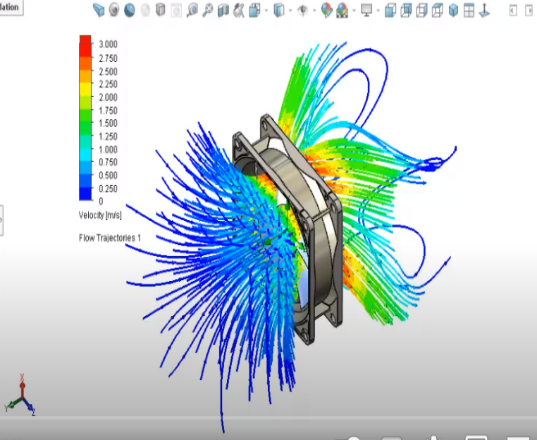 lation
3.000
2.750
2.500
2.250
2.000
1.750
1.500
1.250
1.000
0.750
0.500
0.250
0
Velocity [m/s]
Flow Trajectories 1
X
Y
Z